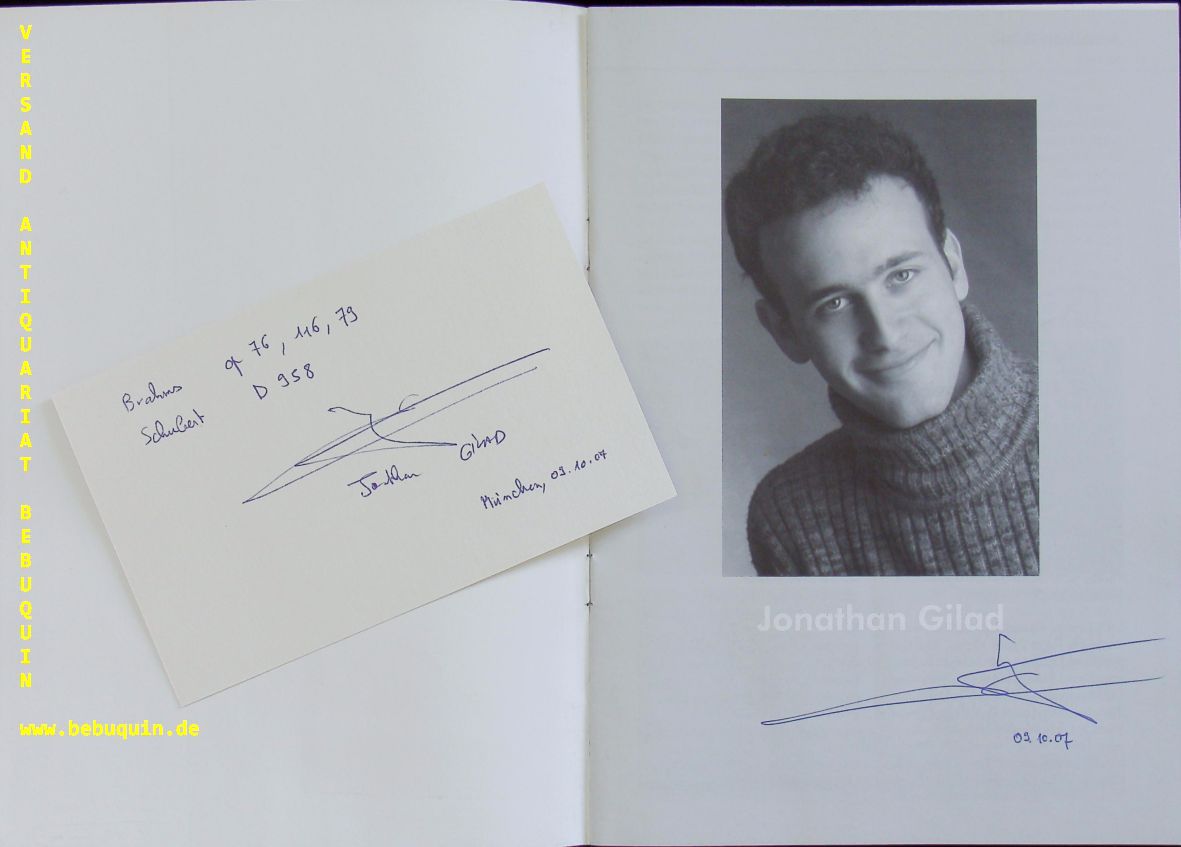 VERSAND ANTIQUARIAT BEBUQUIN
www.bebuquin.de
Brahms op 76, 116, 79
Schubert D 958
Jonathan GILAD
München, 09.10.07
Jonathan Gilad
09.10.07